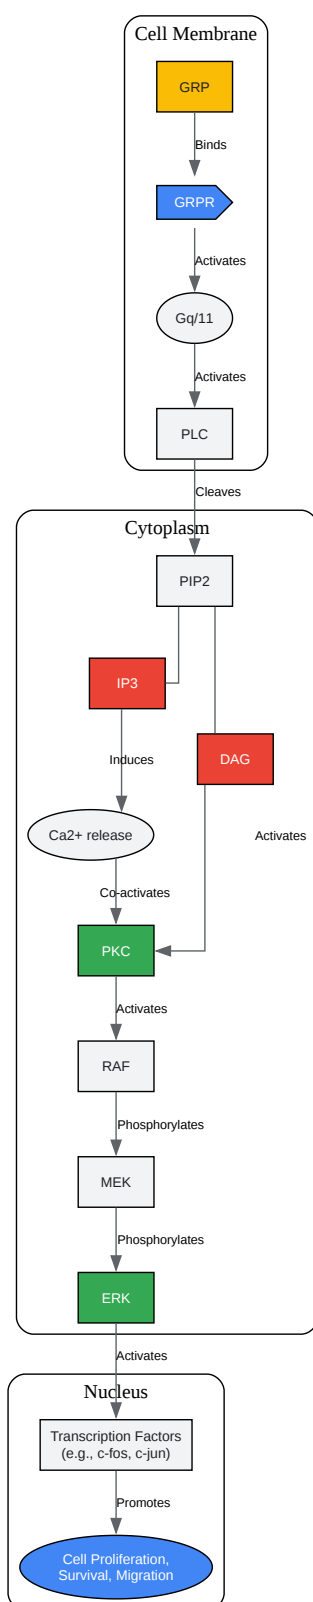 Cell Membrane
GRP
Binds
GRPR
Activates
Gq/11
Activates
PLC
Cleaves
Cytoplasm
PIP2
IP3
DAG
Induces
Ca2+ release
Activates
Co-activates
PKC
Activates
RAF
Phosphorylates
MEK
Phosphorylates
ERK
Activates
Nucleus
Transcription Factors
(e.g., c-fos, c-jun)
Promotes
Cell Proliferation,
Survival, Migration